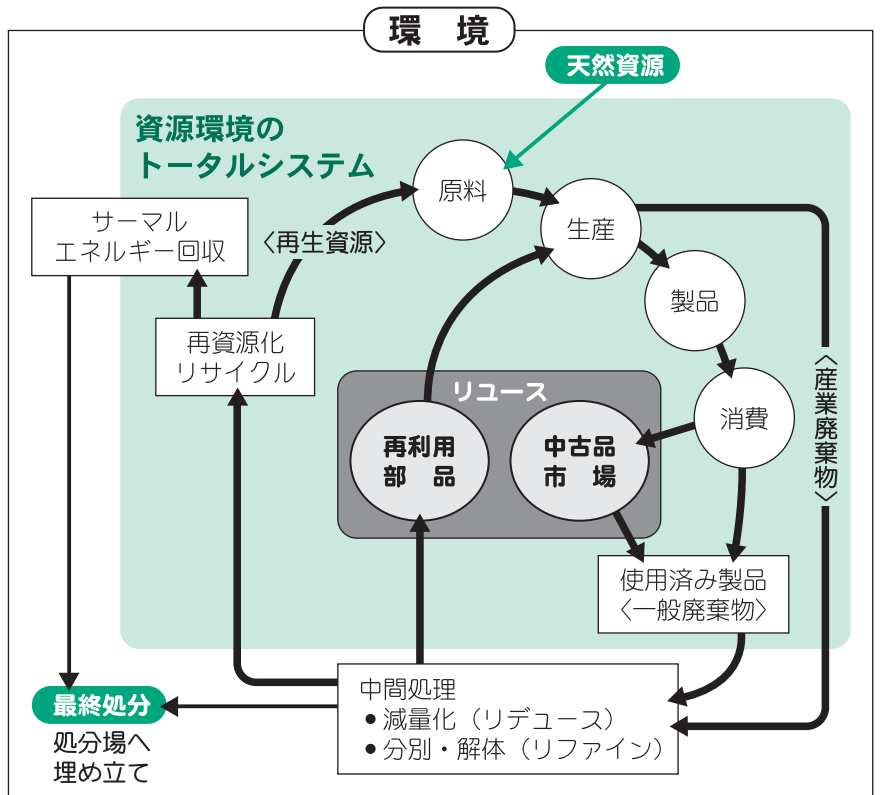 環 境
天然資源
資源環境の
トータルシステム
原料
サーマル
エネルギー回収
〈再生資源〉
生産
製品
再資源化
リサイクル
リユース
消費
〈産業廃棄物〉
再利用
部 品
中古品
市 場
使用済み製品
〈一般廃棄物〉
中間処理
●減量化（リデュース）
●分別・解体（リファイン）
最終処分
処分場へ
埋め立て